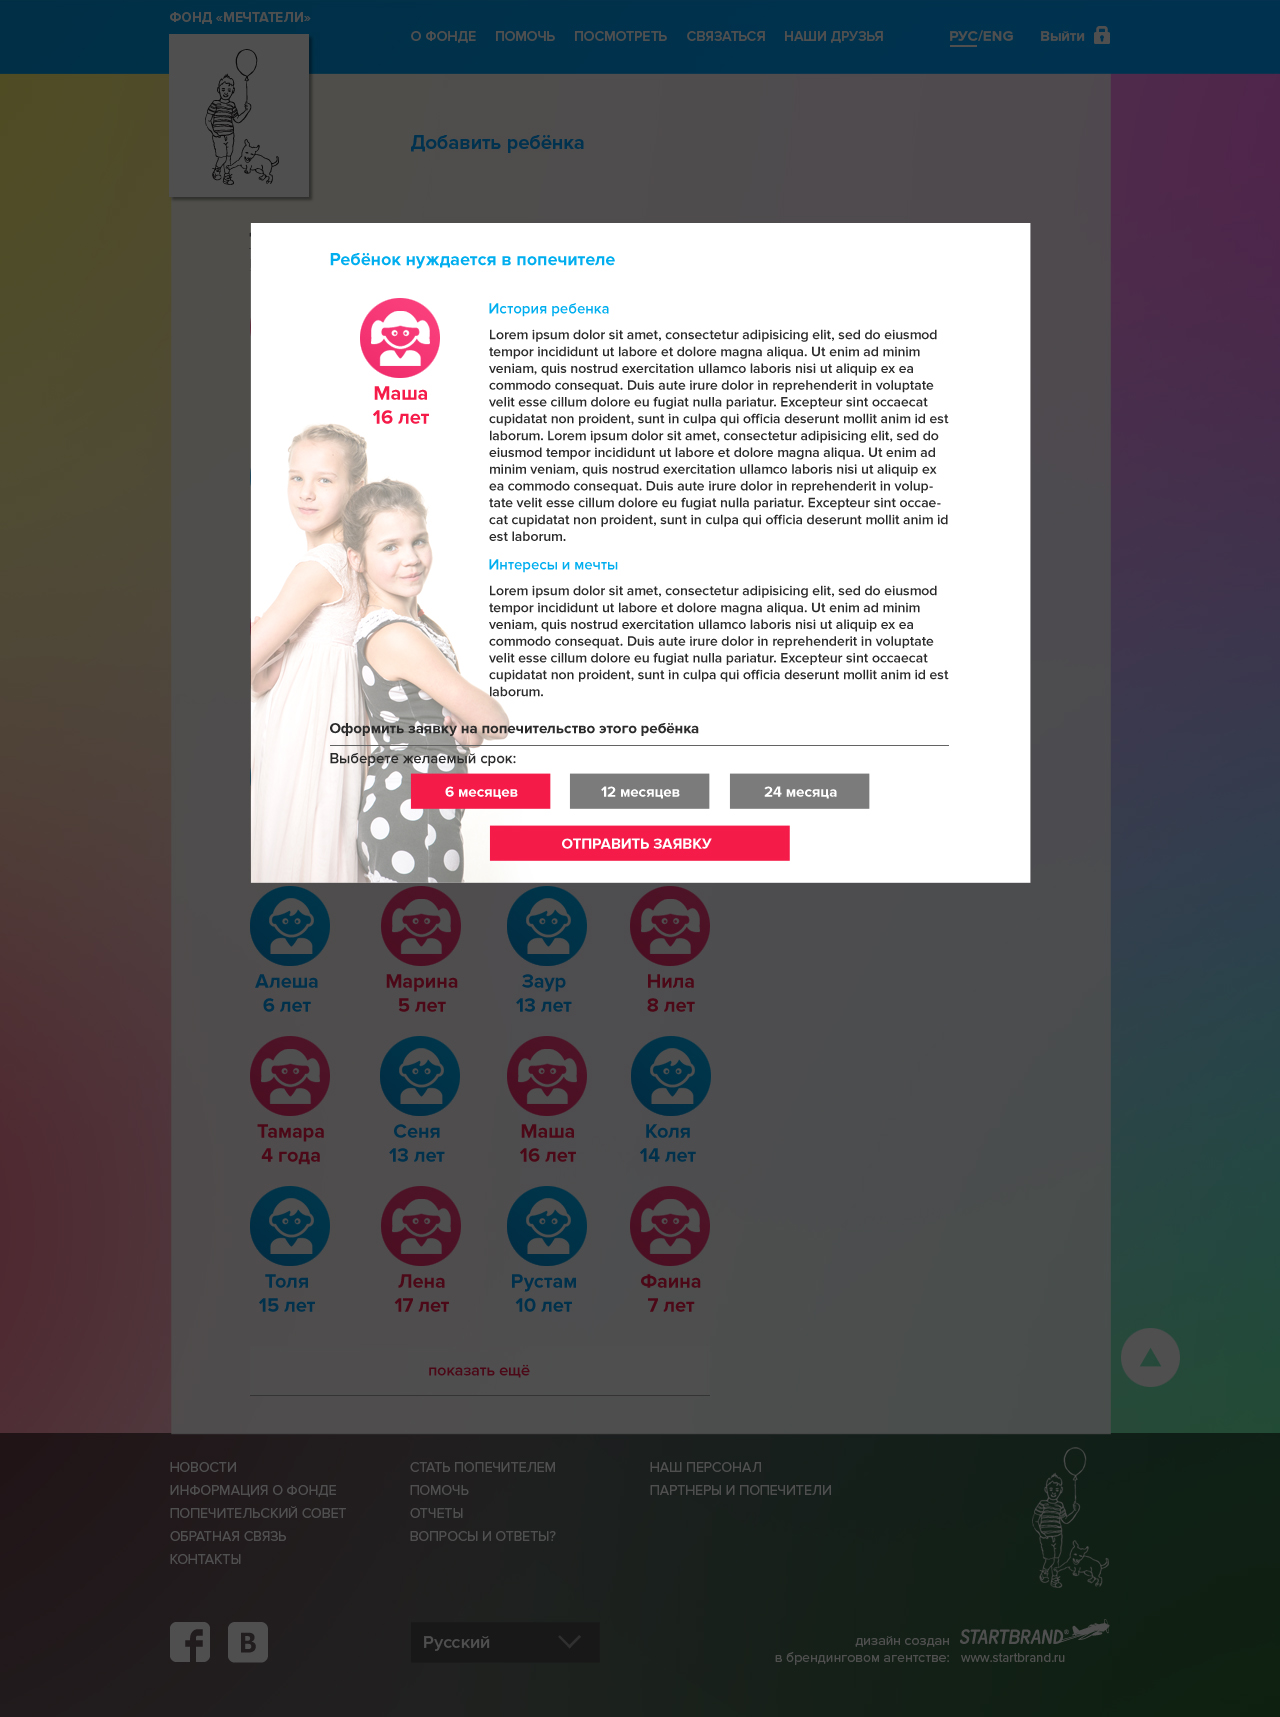 ФОНД «МЕЧТАТЕЛИ»
О ФОНДЕ ПОМОЧЬ ПОСМОТРЕТЬ СВЯЗАТЬСЯ НАШИ ДРУЗЬЯ РУС/ENG Выйти
Добавить ребёнка
Ребёнок нуждается в попечителе
Маша
16 лет
История ребенка
Lorem ipsum dolor sit amet, consectetur adipisicing elit, sed do eiusmod
tempor incididunt ut labore et dolore magna aliqua. Ut enim ad minim
veniam, quis nostrud exercitation ullamco laboris nisi ut aliquip ex ea
commodo consequat. Duis aute irure dolor in reprehenderit in voluptate
velit esse cillum dolore eu fugiat nulla pariatur. Excepteur sint occaecat
cupidatat non proident, sunt in culpa qui officia deserunt mollit anim id est
laborum. Lorem ipsum dolor sit amet, consectetur adipisicing elit, sed do
eiusmod tempor incididunt ut labore et dolore magna aliqua. Ut enim ad
minim veniam, quis nostrud exercitation ullamco laboris nisi ut aliquip ex
ea commodo consequat. Duis aute irure dolor in reprehenderit in volup-
tate velit esse cillum dolore eu fugiat nulla pariatur. Excepteur sint occae-
cat cupidatat non proident, sunt in culpa qui officia deserunt mollit anim id
est laborum.
Интересы и мечты
Lorem ipsum dolor sit amet, consectetur adipisicing elit, sed do eiusmod
tempor incididunt ut labore et dolore magna aliqua. Ut enim ad minim
veniam, quis nostrud exercitation ullamco laboris nisi ut aliquip ex ea
commodo consequat. Duis aute irure dolor in reprehenderit in voluptate
velit esse cillum dolore eu fugiat nulla pariatur. Excepteur sint occaecat
cupidatat non proident, sunt in culpa qui officia deserunt mollit anim id est
laborum.
Оформить заявку на попечительство этого ребёнка
Выберете желаемый срок:
6 месяцев 12 месяцев 24 месяца
ОТПРАВИТЬ ЗАЯВКУ
Алеша Марина Заур Нила
6 лет 5 лет 13 лет 8 лет
Тамара Сеня Маша Коля
4 года 13 лет 16 лет 14 лет
Толя Лена Рустам Фаина
15 лет 17 лет 10 лет 7 лет
показать ещё
НОВОСТИ СТАТЬ ПОПЕЧИТЕЛЕМ НАШ ПЕРСОНАЛ
ИНФОРМАЦИЯ О ФОНДЕ ПОМОЧЬ ПАРТНЕРЫ И ПОПЕЧИТЕЛИ
ПОПЕЧИТЕЛЬСКИЙ СОВЕТ ОТЧЕТЫ
ОБРАТНАЯ СВЯЗЬ ВОПРОСЫ И ОТВЕТЫ?
КОНТАКТЫ
Русский
дизайн создан STARTBRAND®
в брендинговом агентстве: www.startbrand.ru